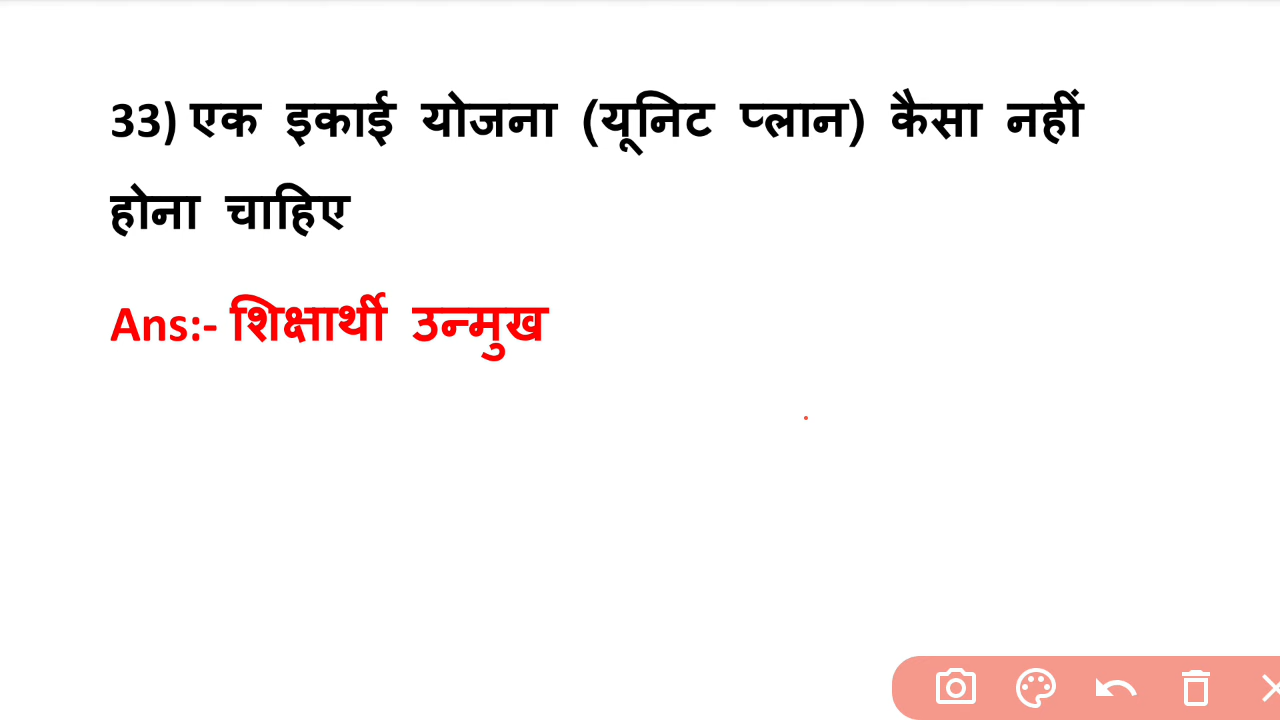 33) एक इकाई योजना (यूनिट प्लान) कैसा नहीं
होना चाहिए
Ans:- शिक्षार्थी उन्मुख